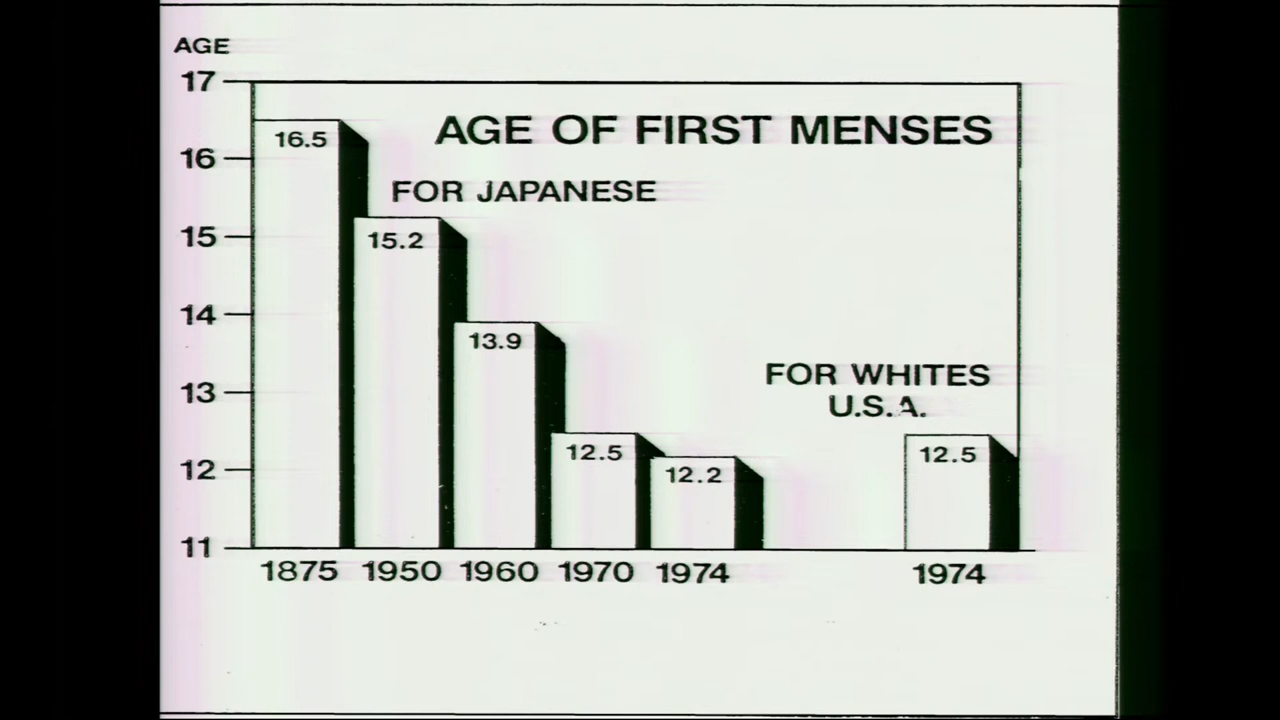 AGE
17
AGE OF FIRST MENSES
16.5
16
FOR JAPANESE
15
15.2
14
13.9
FOR WHITES
13
U.S.A.
12.5
12.5
12
12.2
11
1875 1950 1960 1970 1974 1974